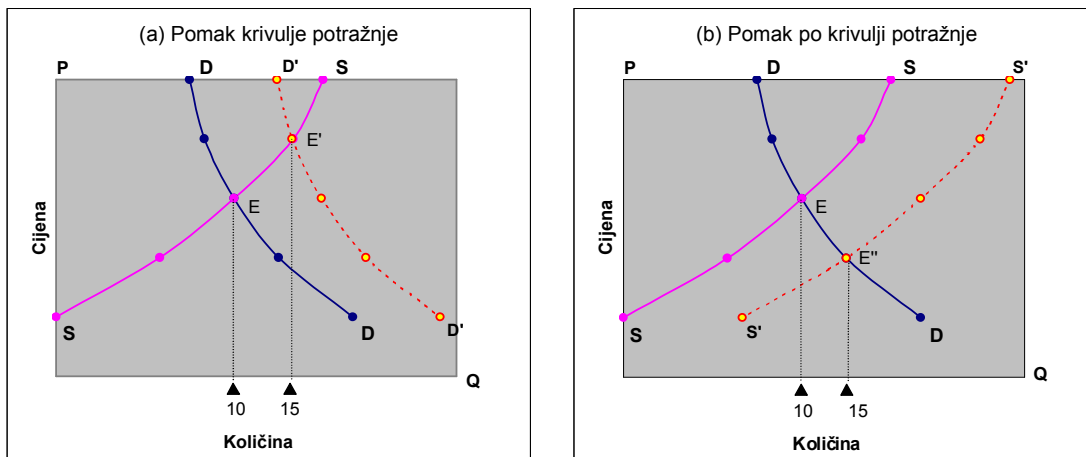 (a) Pomak krivulje potražnje
P
D
D'
S
E'
E
Cijena
S
D
D'
Q
10
15
Količina
(b) Pomak po krivulji potražnje
P
D
S
S'
E
E"
Cijena
S
S'
D
Q
10
15
Količina